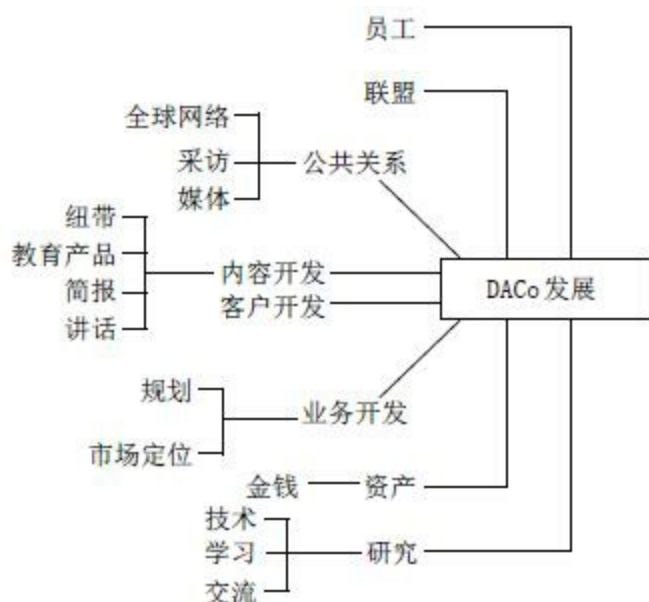 员工
联盟
全球网络
采访
公共关系
媒体
纽带
教育产品
内容开发
简报
客户开发
讲话
DACo 发展
规划
业务开发
市场定位
金钱
资产
技术
学习
研究
交流